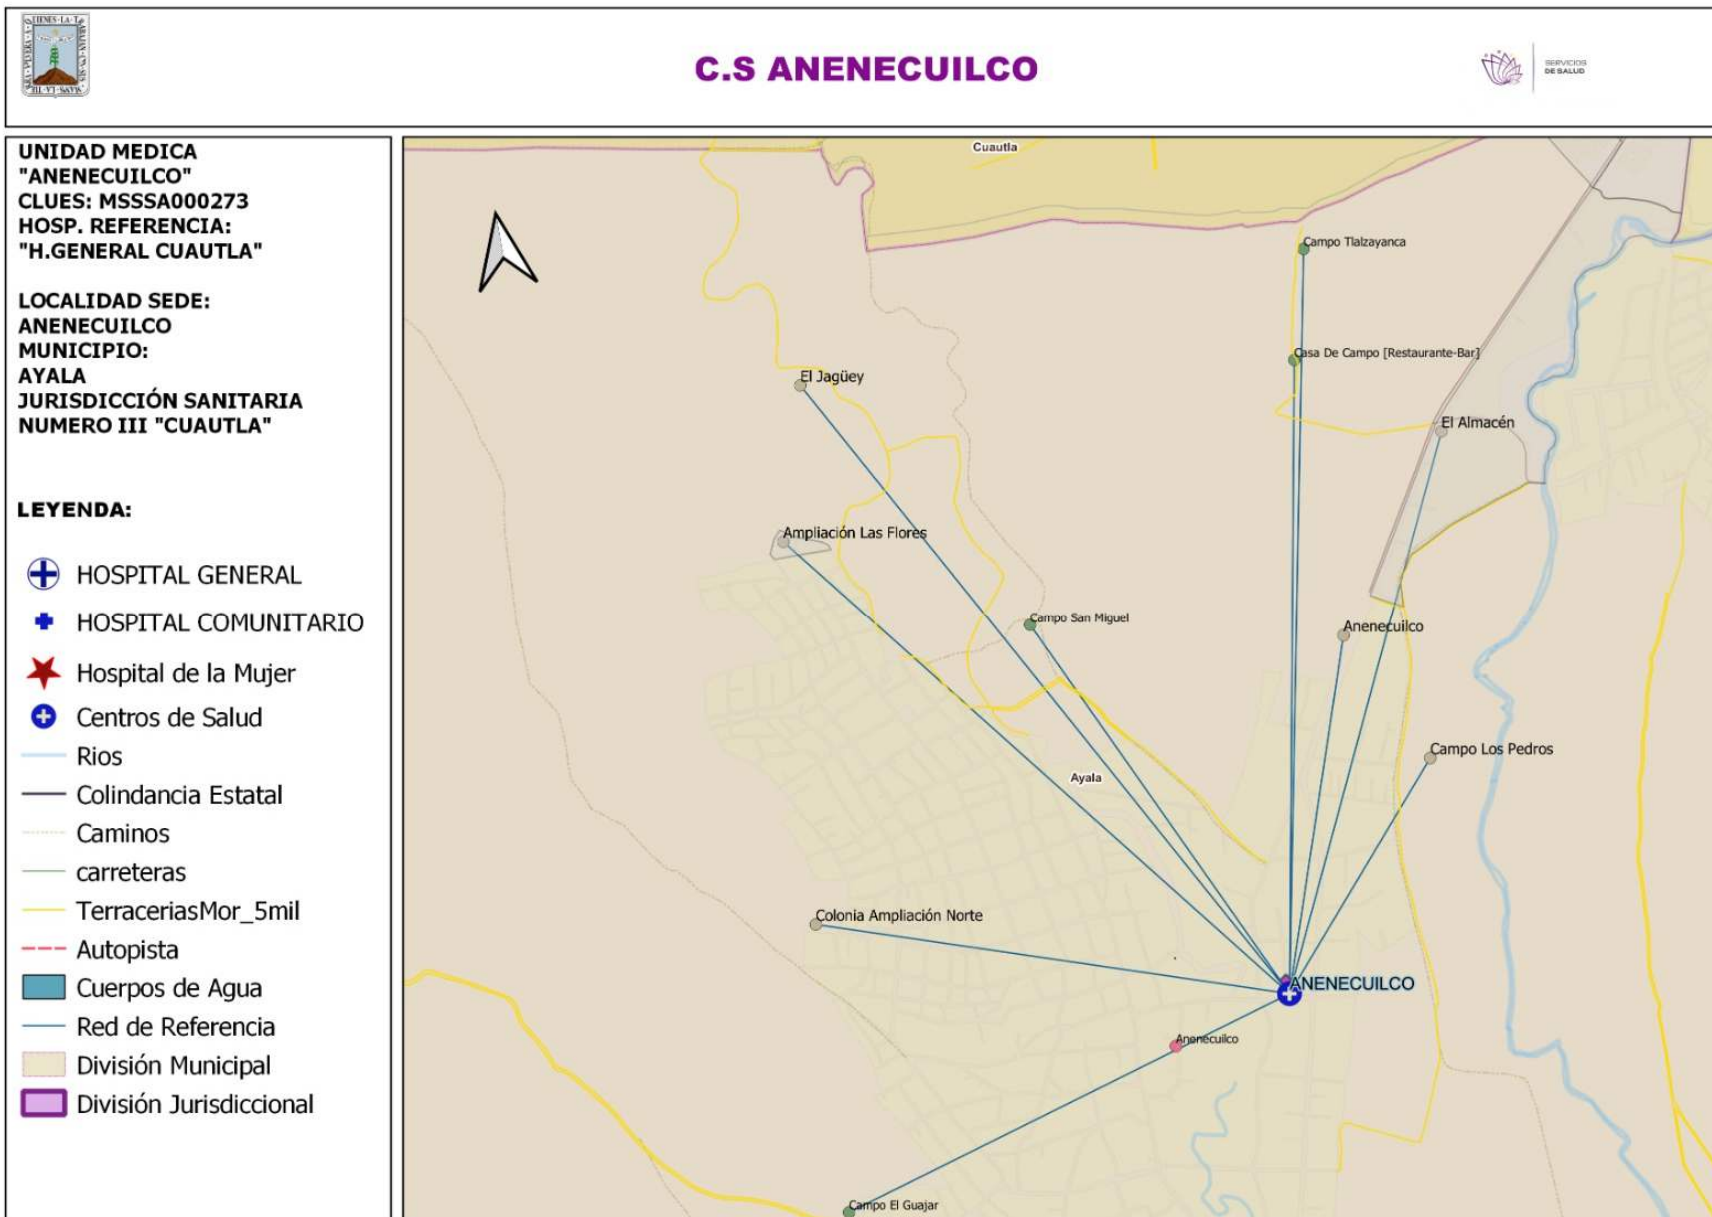 C.S ANENECUILCO
SERVICIOS
DE SALUD
UNIDAD MEDICA
"ANENECUILCO"
CLUES: MSSSA000273
HOSP. REFERENCIA:
"H.GENERAL CUAUTLA"
LOCALIDAD SEDE:
ANENECUILCO
MUNICIPIO:
AYALA
JURISDICCIÓN SANITARIA
NUMERO III "CUAUTLA"
LEYENDA:
HOSPITAL GENERAL
HOSPITAL COMUNITARIO
Hospital de la Mujer
Centros de Salud
Rios
Colindancia Estatal
Caminos
carreteras
TerraceriasMor_5mil
Autopista
Cuerpos de Agua
Red de Referencia
División Municipal
División Jurisdiccional
Cuautla
Campo Tlalzayanca
Casa De Campo [Restaurante-Bar]
El Jagüey
El Almacén
Ampliación Las Flores
Campo San Miguel
Anenecuilco
Campo Los Pedros
Ayala
Colonia Ampliación Norte
ANENECUILCO
Anenecuilco
Campo El Guajar